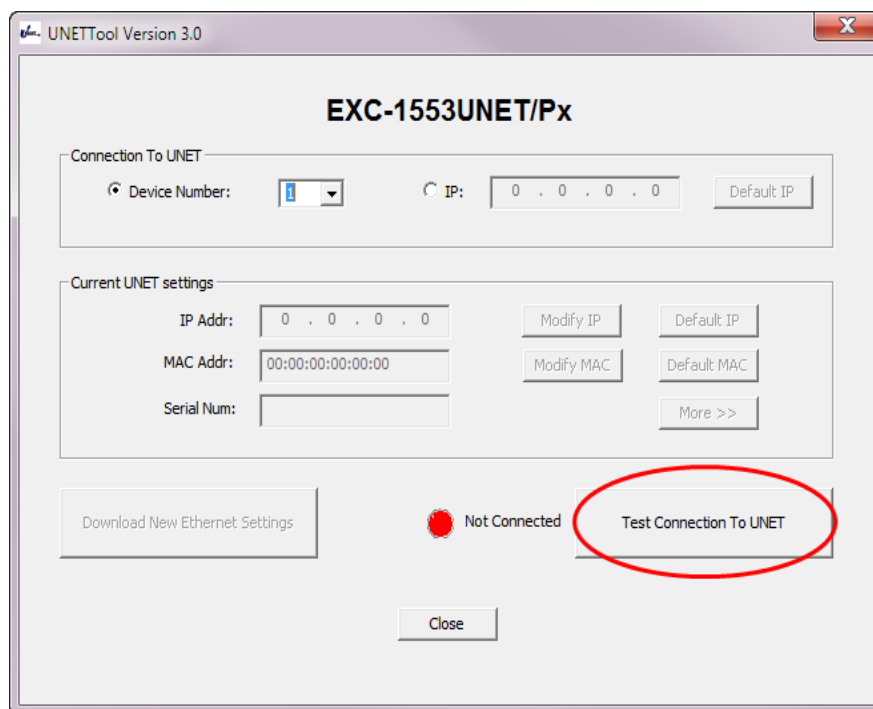 UNETTool Version 3.0
EXC-1553UNET/Px
Connection To UNET
Device Number: 1 IP: 0 . 0 . 0 . 0 Default IP
Current UNET settings
IP Addr: 0 . 0 . 0 . 0 Modify IP Default IP
MAC Addr: 00:00:00:00:00:00 Modify MAC Default MAC
Serial Num: More >>
Download New Ethernet Settings Not Connected Test Connection To UNET
Close